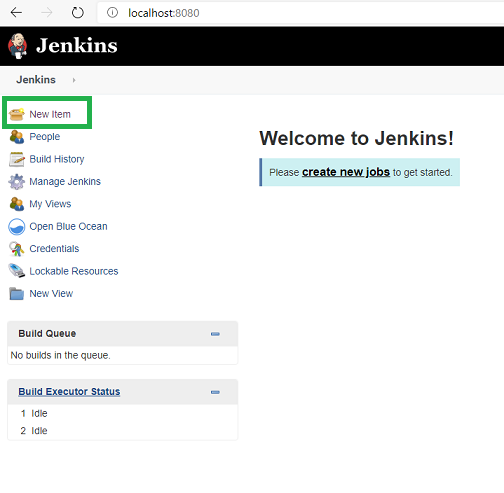 localhost:8080
Jenkins
Jenkins
New Item
People
Build History
Manage Jenkins
My Views
Open Blue Ocean
Credentials
Lockable Resources
New View
Welcome to Jenkins!
Please create new jobs to get started.
Build Queue
No builds in the queue.
Build Executor Status
1 Idle
2 Idle